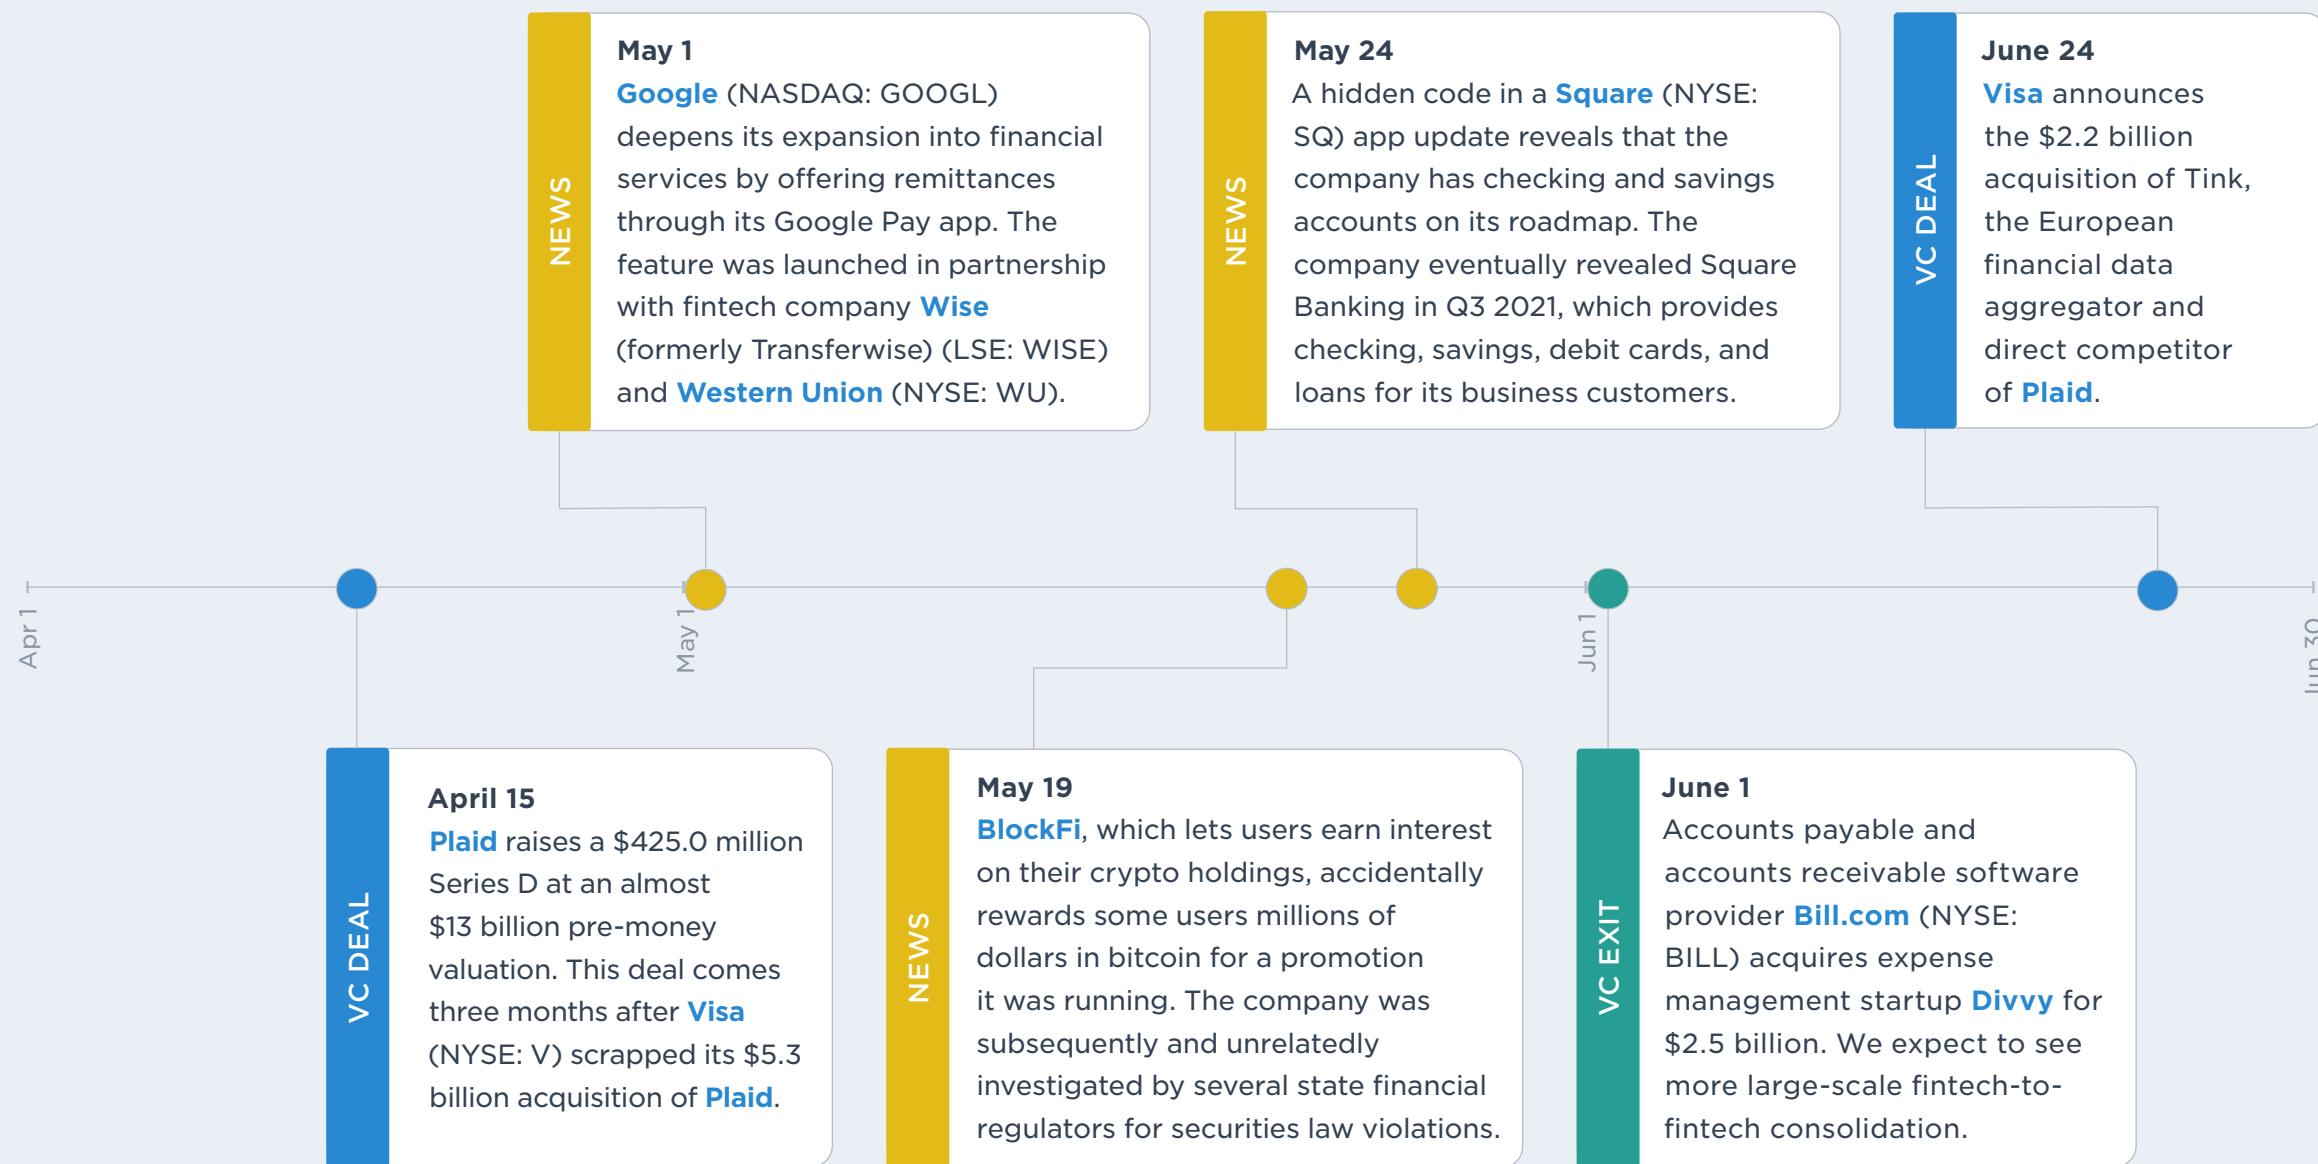 NEWS
May 1
Google (NASDAQ: GOOGL)
deepens its expansion into financial
services by offering remittances
through its Google Pay app. The
feature was launched in partnership
with fintech company Wise
(formerly Transferwise) (LSE: WISE)
and Western Union (NYSE: WU).
NEWS
May 24
A hidden code in a Square (NYSE:
SQ) app update reveals that the
company has checking and savings
accounts on its roadmap. The
company eventually revealed Square
Banking in Q3 2021, which provides
checking, savings, debit cards, and
loans for its business customers.
VC DEAL
June 24
Visa announces
the $2.2 billion
acquisition of Tink,
the European
financial data
aggregator and
direct competitor
of Plaid.
Apr 1
May 1
Jun 1
Jun 30
VC DEAL
April 15
Plaid raises a $425.0 million
Series D at an almost
$13 billion pre-money
valuation. This deal comes
three months after Visa
(NYSE: V) scrapped its $5.3
billion acquisition of Plaid.
NEWS
May 19
BlockFi, which lets users earn interest
on their crypto holdings, accidentally
rewards some users millions of
dollars in bitcoin for a promotion
it was running. The company was
subsequently and unrelatedly
investigated by several state financial
regulators for securities law violations.
VC EXIT
June 1
Accounts payable and
accounts receivable software
provider Bill.com (NYSE:
BILL) acquires expense
management startup Divvy for
$2.5 billion. We expect to see
more large-scale fintech-to-
fintech consolidation.